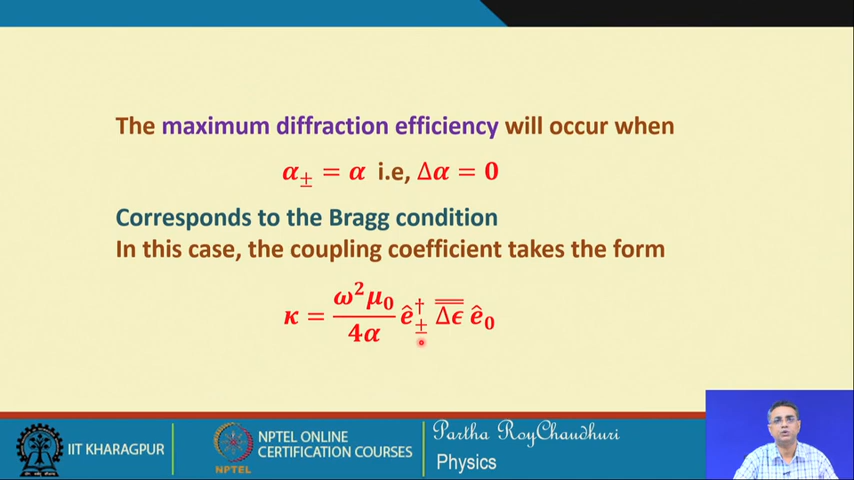 The maximum diffraction efficiency will occur when
α± = α i.e, Δα = 0
Corresponds to the Bragg condition
In this case, the coupling coefficient takes the form
κ = ω²μ₀/4α ê±† Δϵ̿ ê₀
IIT KHARAGPUR
NPTEL
NPTEL ONLINE
CERTIFICATION COURSES
Partha RoyChaudhuri
Physics